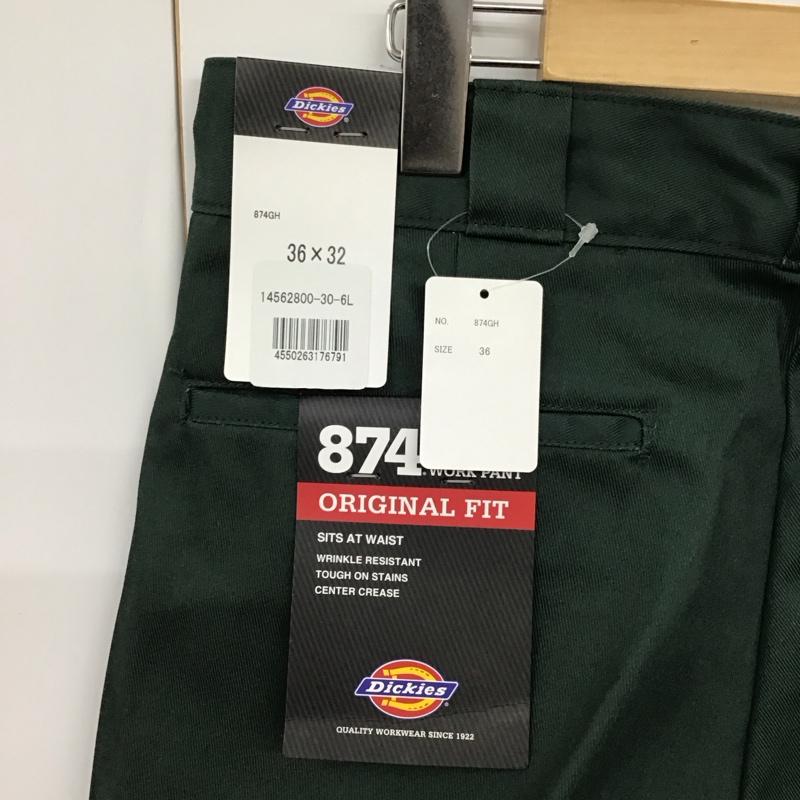 Dickies
874GH
36×32
14562800-30-6L
4550263176791
NO. 874GH
SIZE 36
874 WORK PANT
ORIGINAL FIT
SITS AT WAIST
WRINKLE RESISTANT
TOUGH ON STAINS
CENTER CREASE
Dickies
QUALITY WORKWEAR SINCE 1922